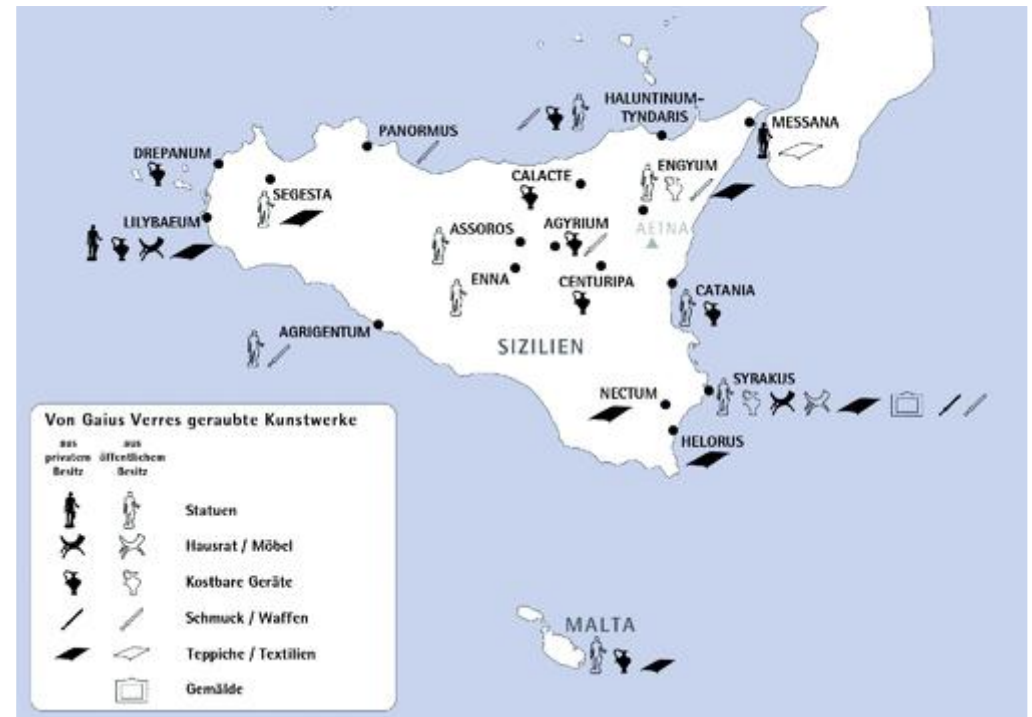 HALUNTINUM-
TYNDARIS
MESSANA
PANORMUS
DREPANUM
ENGYUM
CALACTE
SEGESTA
LILYBAEUM
AGYRIUM
ASSOROS
AETNA
ENNA
CENTURIPA
CATANIA
AGRIGENTUM
SIZILIEN
SYRAKUS
NECTUM
HELORUS
MALTA
Von Gaius Verres geraubte Kunstwerke
aus
privatem
Besitz
aus
öffentlichem
Besitz
Statuen
Hausrat / Möbel
Kostbare Geräte
Schmuck / Waffen
Teppiche / Textilien
Gemälde